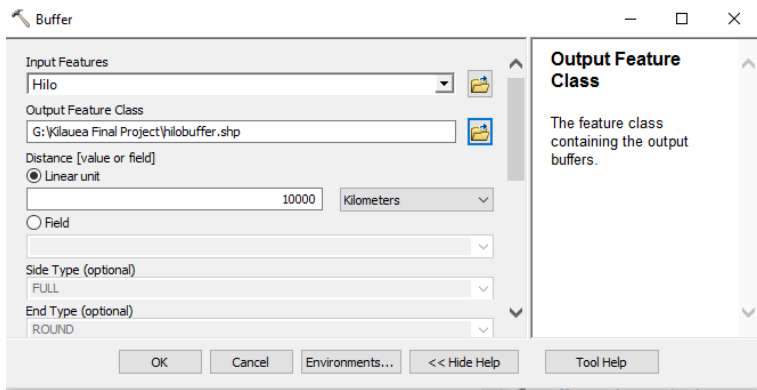 Buffer
Input Features
Hilo
Output Feature Class
G:\Kilauea Final Project\hilobuffer.shp
Distance [value or field]
Linear unit
10000 Kilometers
Field
Side Type (optional)
FULL
End Type (optional)
ROUND
Output Feature
Class
The feature class
containing the output
buffers.
OK Cancel Environments... << Hide Help Tool Help